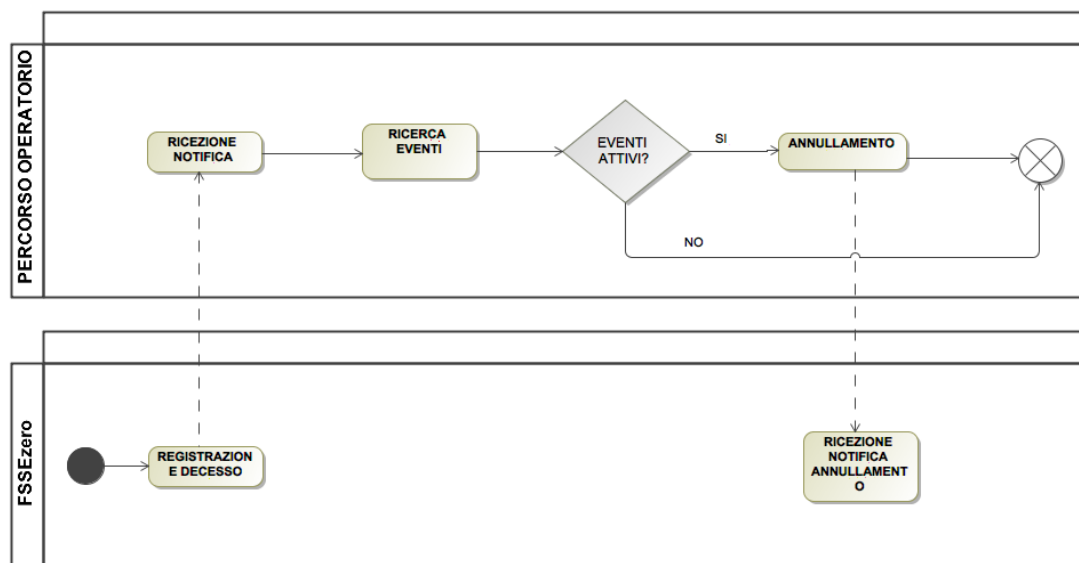 PERCORSO OPERATORIO
RICEZIONE
NOTIFICA
RICERCA
EVENTI
EVENTI
ATTIVI?
SI
ANNULLAMENTO
NO
FSSEzero
REGISTRAZION
E DECESSO
RICEZIONE
NOTIFICA
ANNULLAMENT
O